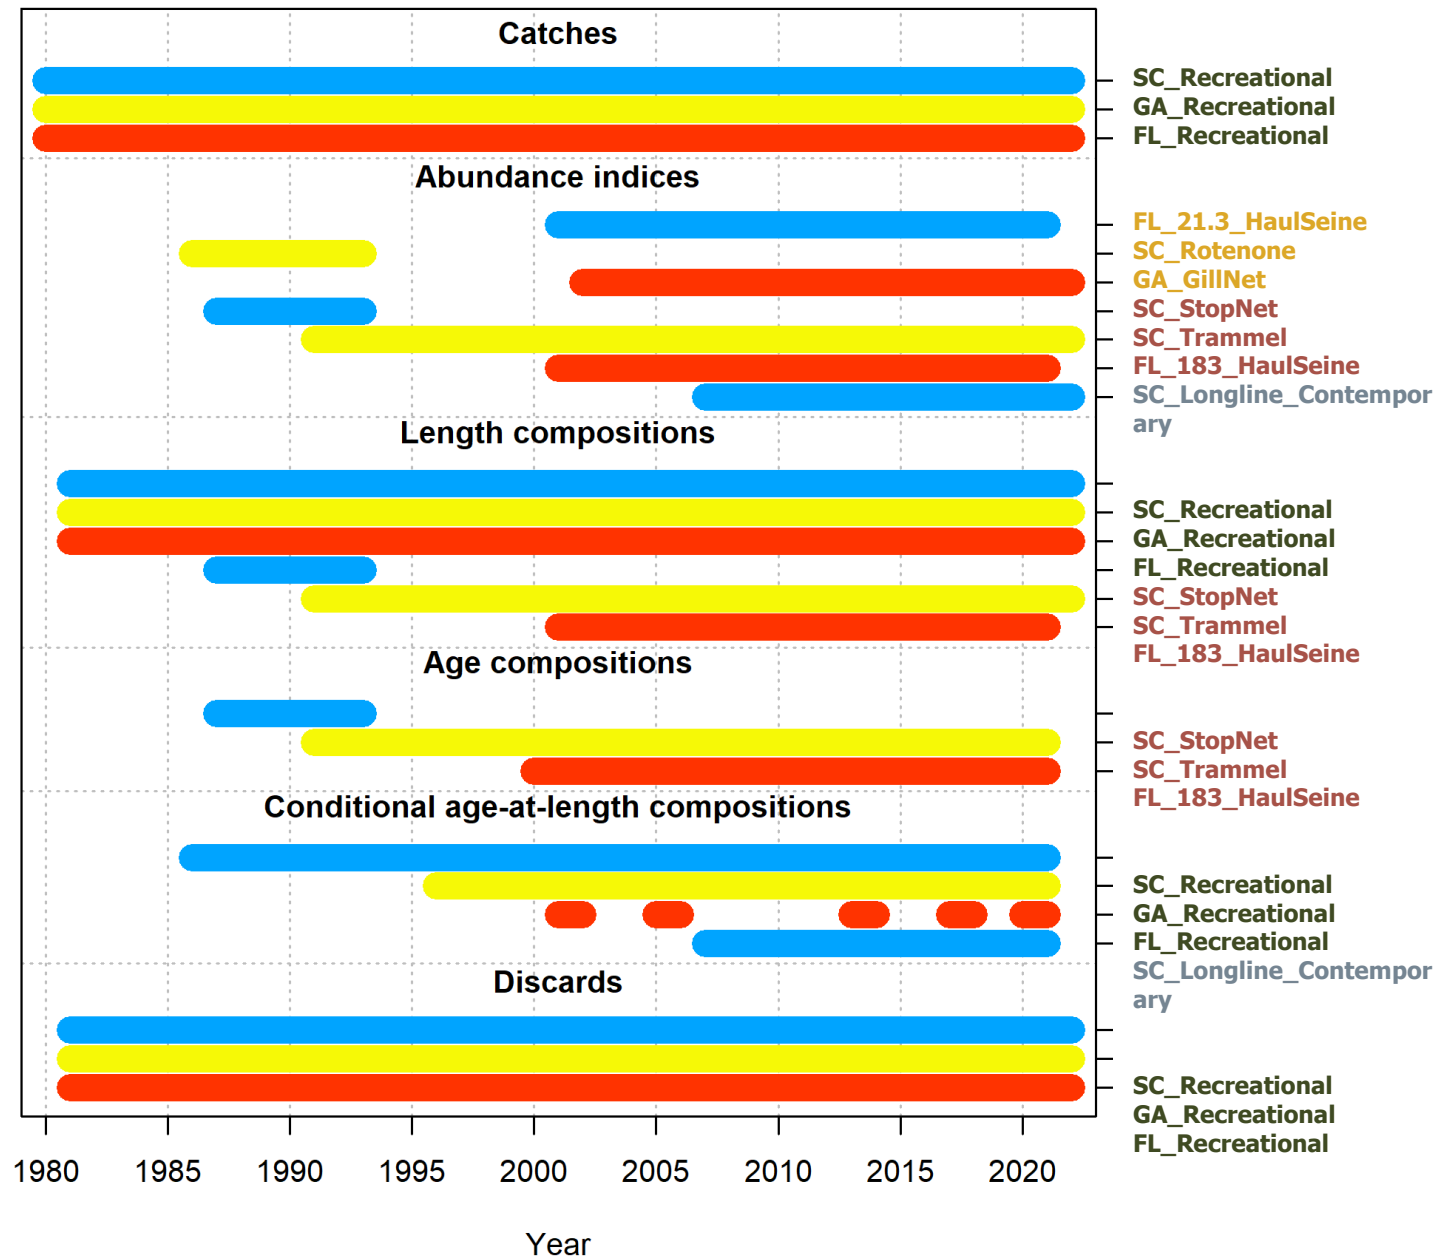 Catches
SC_Recreational
GA_Recreational
FL_Recreational
Abundance indices
FL_21.3_HaulSeine
SC_Rotenone
GA_GillNet
SC_StopNet
SC_Trammel
FL_183_HaulSeine
SC_Longline_Contempor
ary
Length compositions
SC_Recreational
GA_Recreational
FL_Recreational
SC_StopNet
SC_Trammel
FL_183_HaulSeine
Age compositions
SC_StopNet
SC_Trammel
FL_183_HaulSeine
Conditional age-at-length compositions
SC_Recreational
GA_Recreational
FL_Recreational
SC_Longline_Contempor
ary
Discards
SC_Recreational
GA_Recreational
FL_Recreational
1980 1985 1990 1995 2000 2005 2010 2015 2020
Year